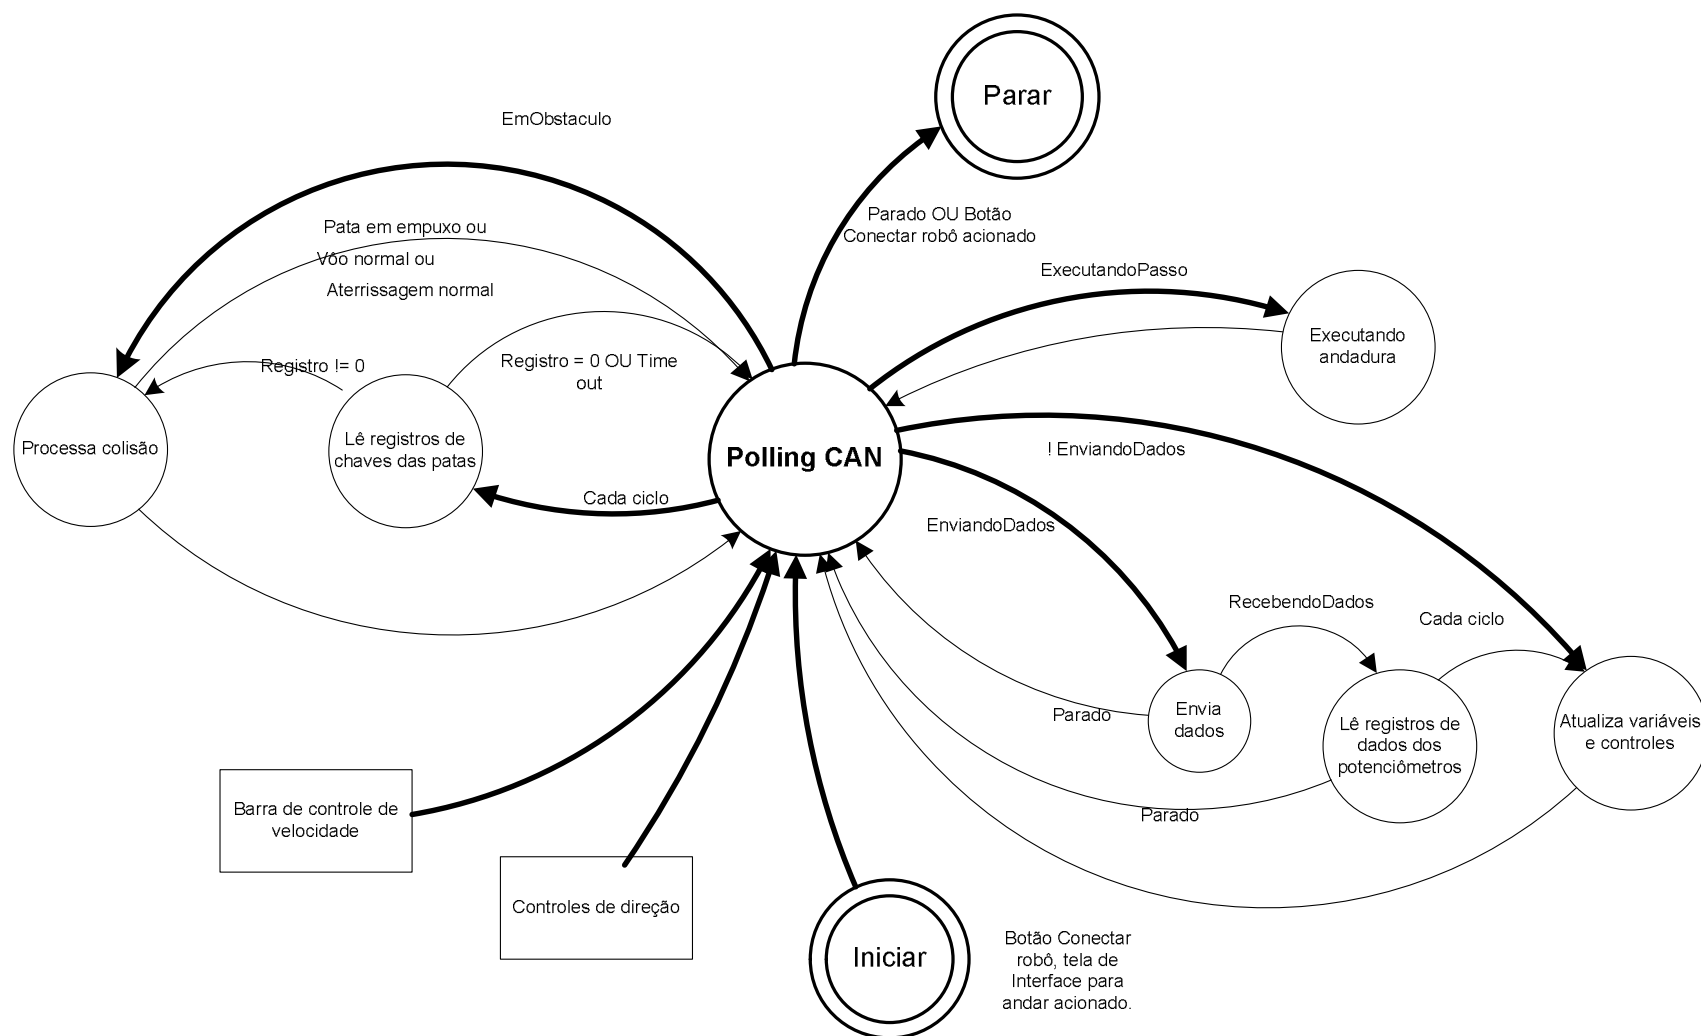 Parar
EmObstaculo
Parado OU Botão
Conectar robô acionado
Pata em empuxo ou
Vôo normal ou
Aterrissagem normal
ExecutandoPasso
Executando
andadura
Registro != 0
Registro = 0 OU Time
out
Processa colisão
Lê registros de
chaves das patas
Polling CAN
! EnviandoDados
Cada ciclo
EnviandoDados
RecebendoDados
Cada ciclo
Parado
Envia
dados
Lê registros de
dados dos
potenciômetros
Atualiza variáveis
e controles
Parado
Barra de controle de
velocidade
Controles de direção
Iniciar
Botão Conectar
robô, tela de
Interface para
andar acionado.